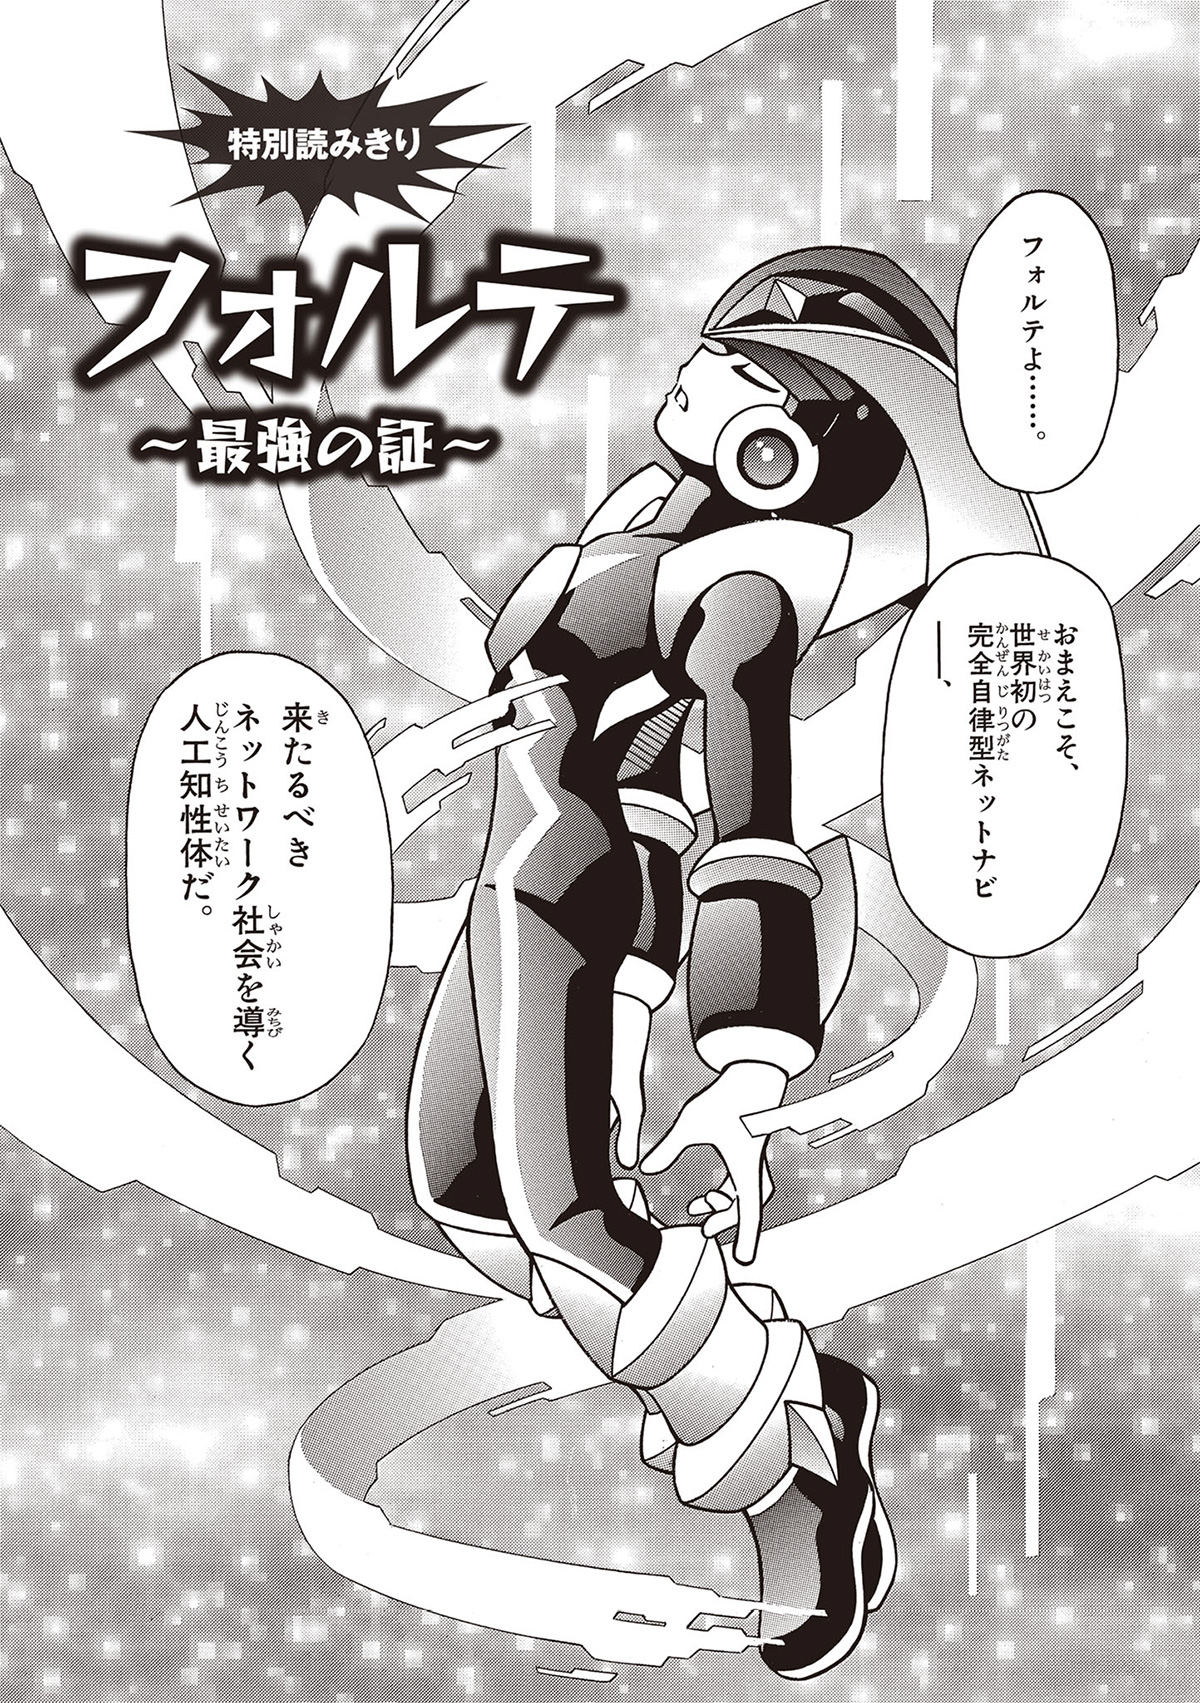 特別読みきり
フォルテ
～最強の証～
フォルテよ……。
おまえこそ、
世界初の
完全自律型ネットナビ
―、
来たるべき
ネットワーク社会を導く
人工知性体だ。